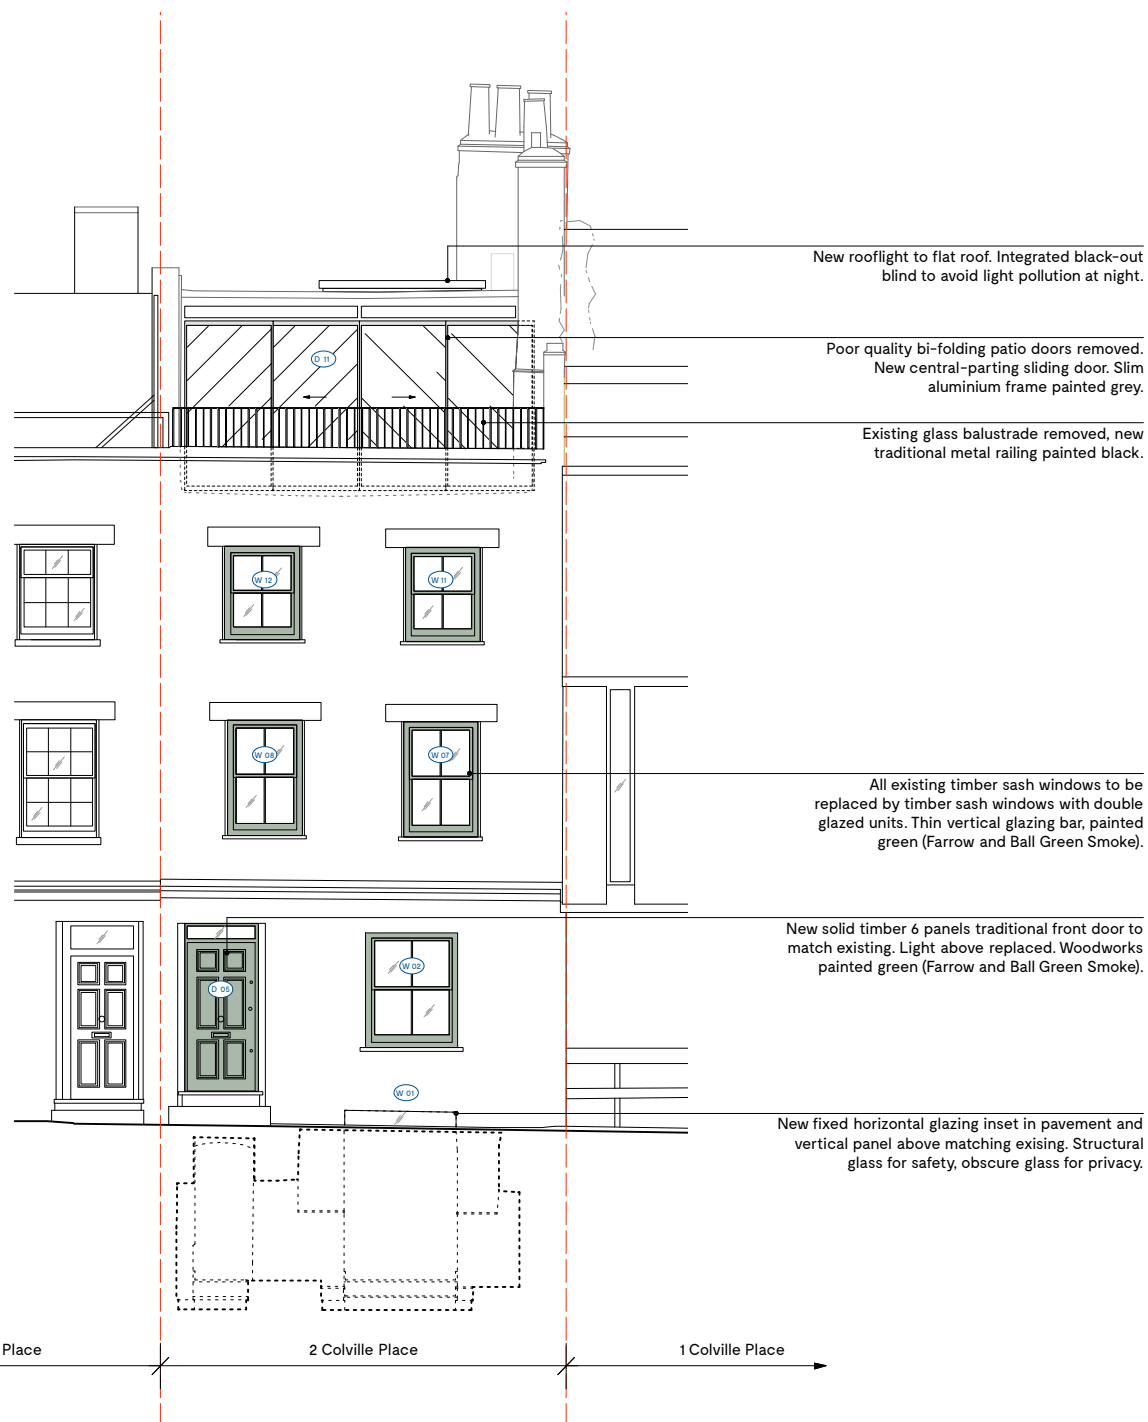 New rooflight to flat roof. Integrated black-out
blind to avoid light pollution at night.
Poor quality bi-folding patio doors removed.
New central-parting sliding door. Slim
aluminium frame painted grey.
D 11
Existing glass balustrade removed, new
traditional metal railing painted black.
W 12
W 11
W 08
W 07
All existing timber sash windows to be
replaced by timber sash windows with double
glazed units. Thin vertical glazing bar, painted
green (Farrow and Ball Green Smoke).
New solid timber 6 panels traditional front door to
match existing. Light above replaced. Woodworks
painted green (Farrow and Ball Green Smoke).
W 02
D 05
W 01
New fixed horizontal glazing inset in pavement and
vertical panel above matching exising. Structural
glass for safety, obscure glass for privacy.
Place
2 Colville Place
1 Colville Place